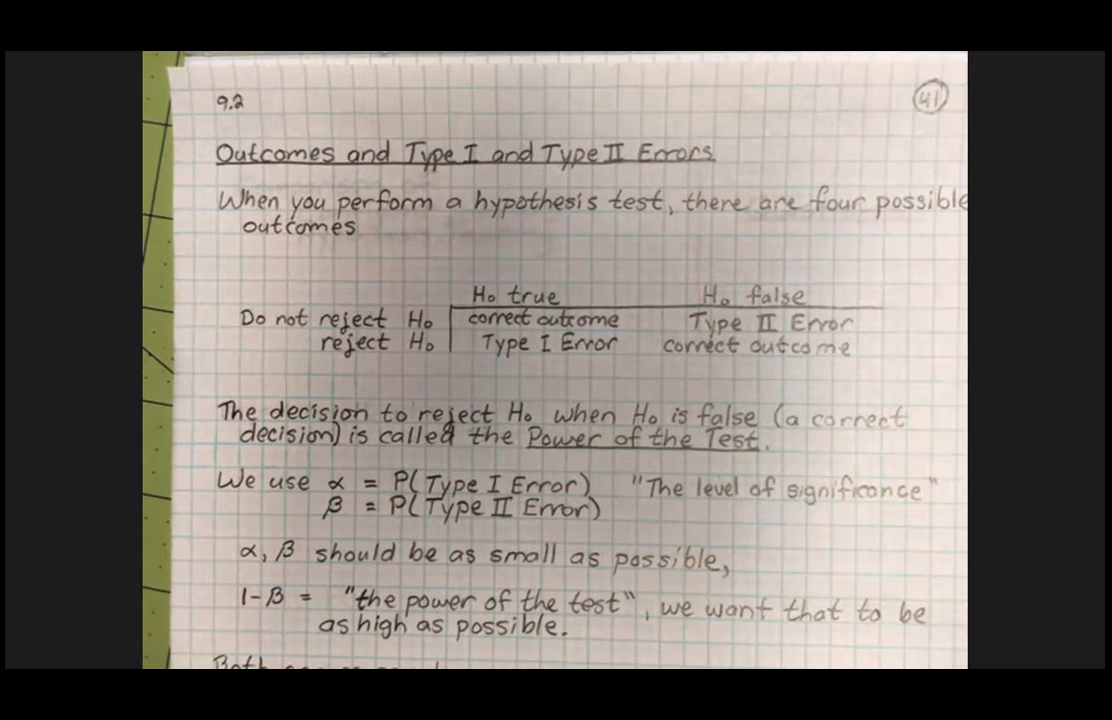 9.2
41
Outcomes and Type I and Type II Errors
When you perform a hypothesis test, there are four possible
outcomes
H₀ true H₀ false
Do not reject H₀ correct outcome Type II Error
reject H₀ Type I Error correct outcome
The decision to reject H₀ when H₀ is false (a correct
decision) is called the Power of the Test.
We use α = P(Type I Error) "The level of significance"
β = P(Type II Error)
α, β should be as small as possible,
1-β = "the power of the test", we want that to be
as high as possible.